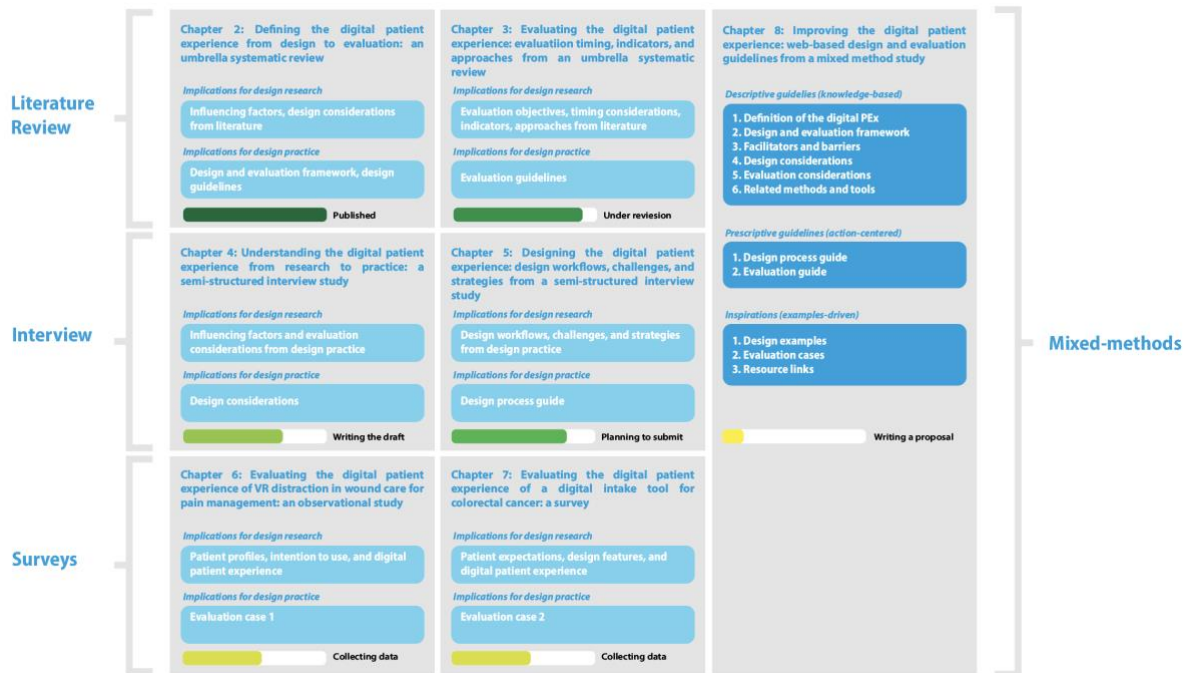 Literature
Review
Chapter 2: Defining the digital patient
experience from design to evaluation: an
umbrella systematic review
Implications for design research
Influencing factors, design considerations
from literature
Implications for design practice
Design and evaluation framework, design
guidelines
Published
Chapter 3: Evaluating the digital patient
experience: evaluatiion timing, indicators, and
approaches from an umbrella systematic
review
Implications for design research
Evaluation objectives, timing considerations,
indicators, approaches from literature
Implications for design practice
Evaluation guidelines
Under reviesion
Interview
Chapter 4: Understanding the digital patient
experience from research to practice: a
semi-structured interview study
Implications for design research
Influencing factors and evaluation
considerations from design practice
Implications for design practice
Design considerations
Writing the draft
Chapter 5: Designing the digital patient
experience: design workflows, challenges, and
strategies from a semi-structured interview
study
Implications for design research
Design workflows, challenges, and strategies
from design practice
Implications for design practice
Design process guide
Planning to submit
Surveys
Chapter 6: Evaluating the digital patient
experience of VR distraction in wound care for
pain management: an observational study
Implications for design research
Patient profiles, intention to use, and digital
patient experience
Implications for design practice
Evaluation case 1
Collecting data
Chapter 7: Evaluating the digital patient
experience of a digital intake tool for
colorectal cancer: a survey
Implications for design research
Patient expectations, design features, and
digital patient experience
Implications for design practice
Evaluation case 2
Collecting data
Chapter 8: Improving the digital patient
experience: web-based design and evaluation
guidelines from a mixed method study
Descriptive guidelies (knowledge-based)
1. Definition of the digital PEx
2. Design and evaluation framework
3. Facilitators and barriers
4. Design considerations
5. Evaluation considerations
6. Related methods and tools
Prescriptive guidelines (action-centered)
1. Design process guide
2. Evaluation guide
Inspirations (examples-driven)
1. Design examples
2. Evaluation cases
3. Resource links
Writing a proposal
Mixed-methods